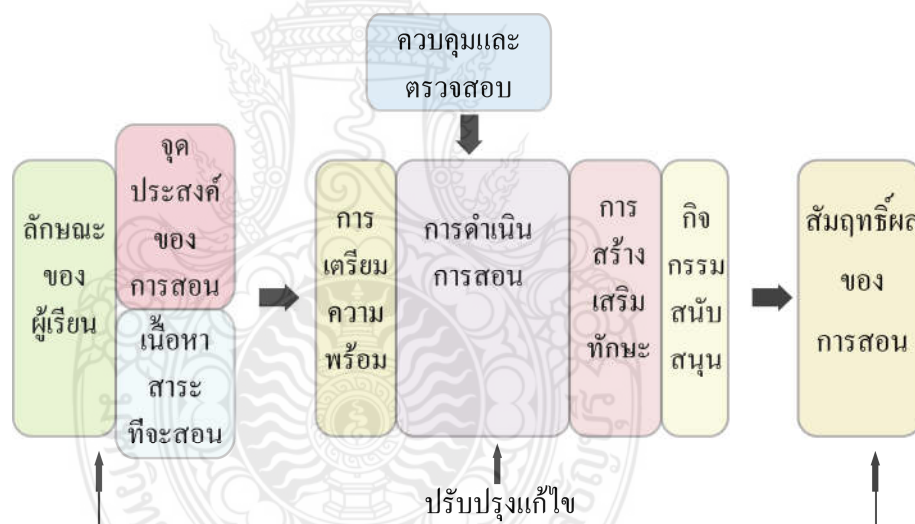 ควบคุมและ
ตรวจสอบ
ลักษณะ
ของ
ผู้เรียน
จุด
ประสงค์
ของ
การสอน
เนื้อหา
สาระ
ที่จะสอน
การ
เตรียม
ความ
พร้อม
การดำเนิน
การสอน
การ
สร้าง
เสริม
ทักษะ
กิจ
กรรม
สนับ
สนุน
สัมฤทธิ์ผล
ของ
การสอน
ปรับปรุงแก้ไข